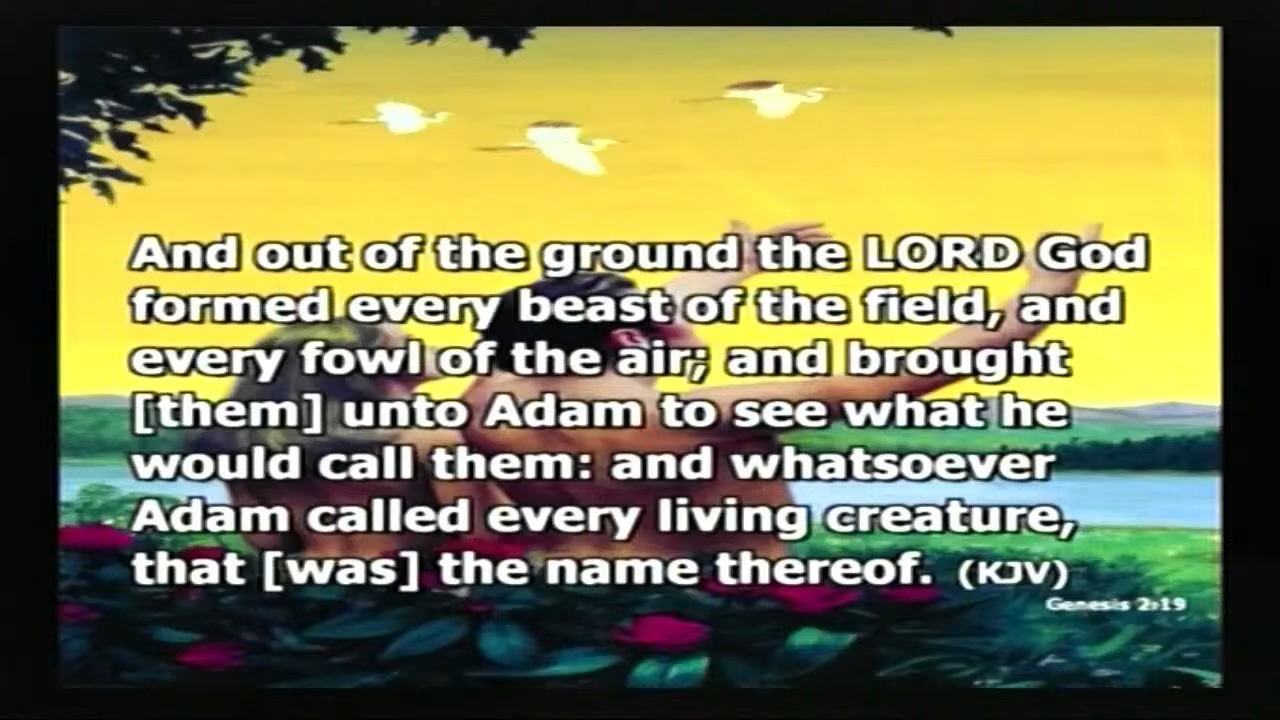 And out of the ground the LORD God
formed every beast of the field, and
every fowl of the air; and brought
[them] unto Adam to see what he
would call them: and whatsoever
Adam called every living creature,
that [was] the name thereof. (KJV)
Genesis 2:19